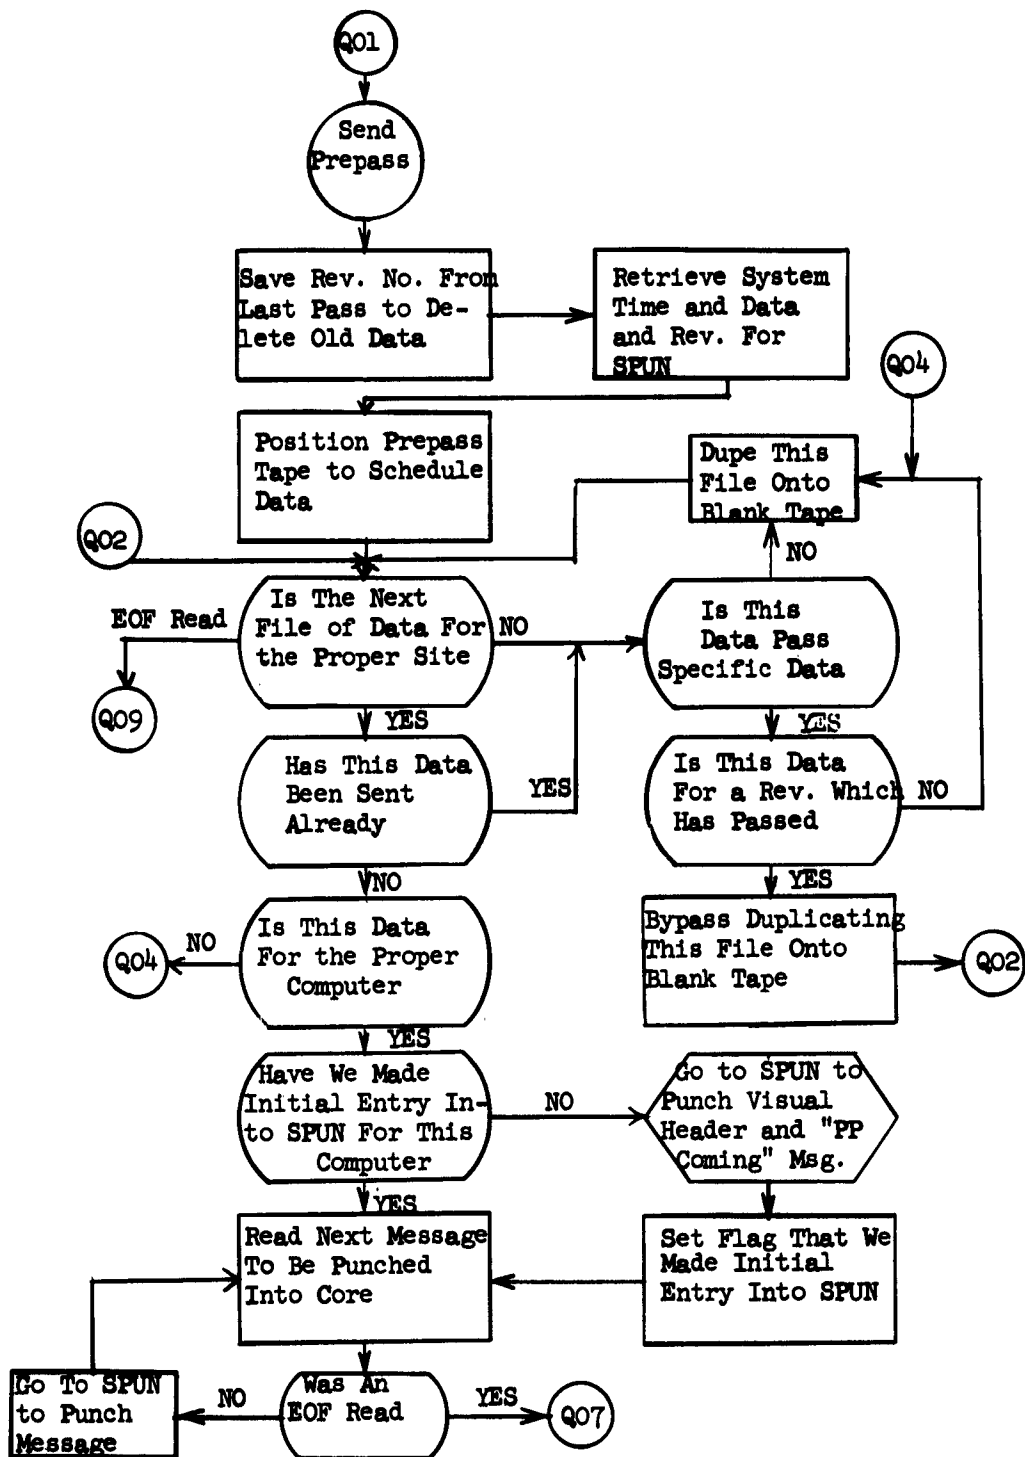 Q01
Send
Prepass
Save Rev. No. From
Last Pass to De-
lete Old Data
Retrieve System
Time and Data
and Rev. For
SPUN
Q04
Position Prepass
Tape to Schedule
Data
Dupe This
File Onto
Blank Tape
Q02
NO
EOF Read
Is The Next
File of Data For
the Proper Site
NO
Is This
Data Pass
Specific Data
Q09
YES
YES
Has This Data
Been Sent
Already
YES
Is This Data
For a Rev. Which
Has Passed
NO
NO
YES
Is This Data
For the Proper
Computer
NO
Q04
Bypass Duplicating
This File Onto
Blank Tape
Q02
YES
Have We Made
Initial Entry In-
to SPUN For This
Computer
NO
Go to SPUN to
Punch Visual
Header and "PP
Coming" Msg.
YES
Read Next Message
To Be Punched
Into Core
Set Flag That We
Made Initial
Entry Into SPUN
Go To SPUN
to Punch
Message
NO
Was An
EOF Read
YES
Q07